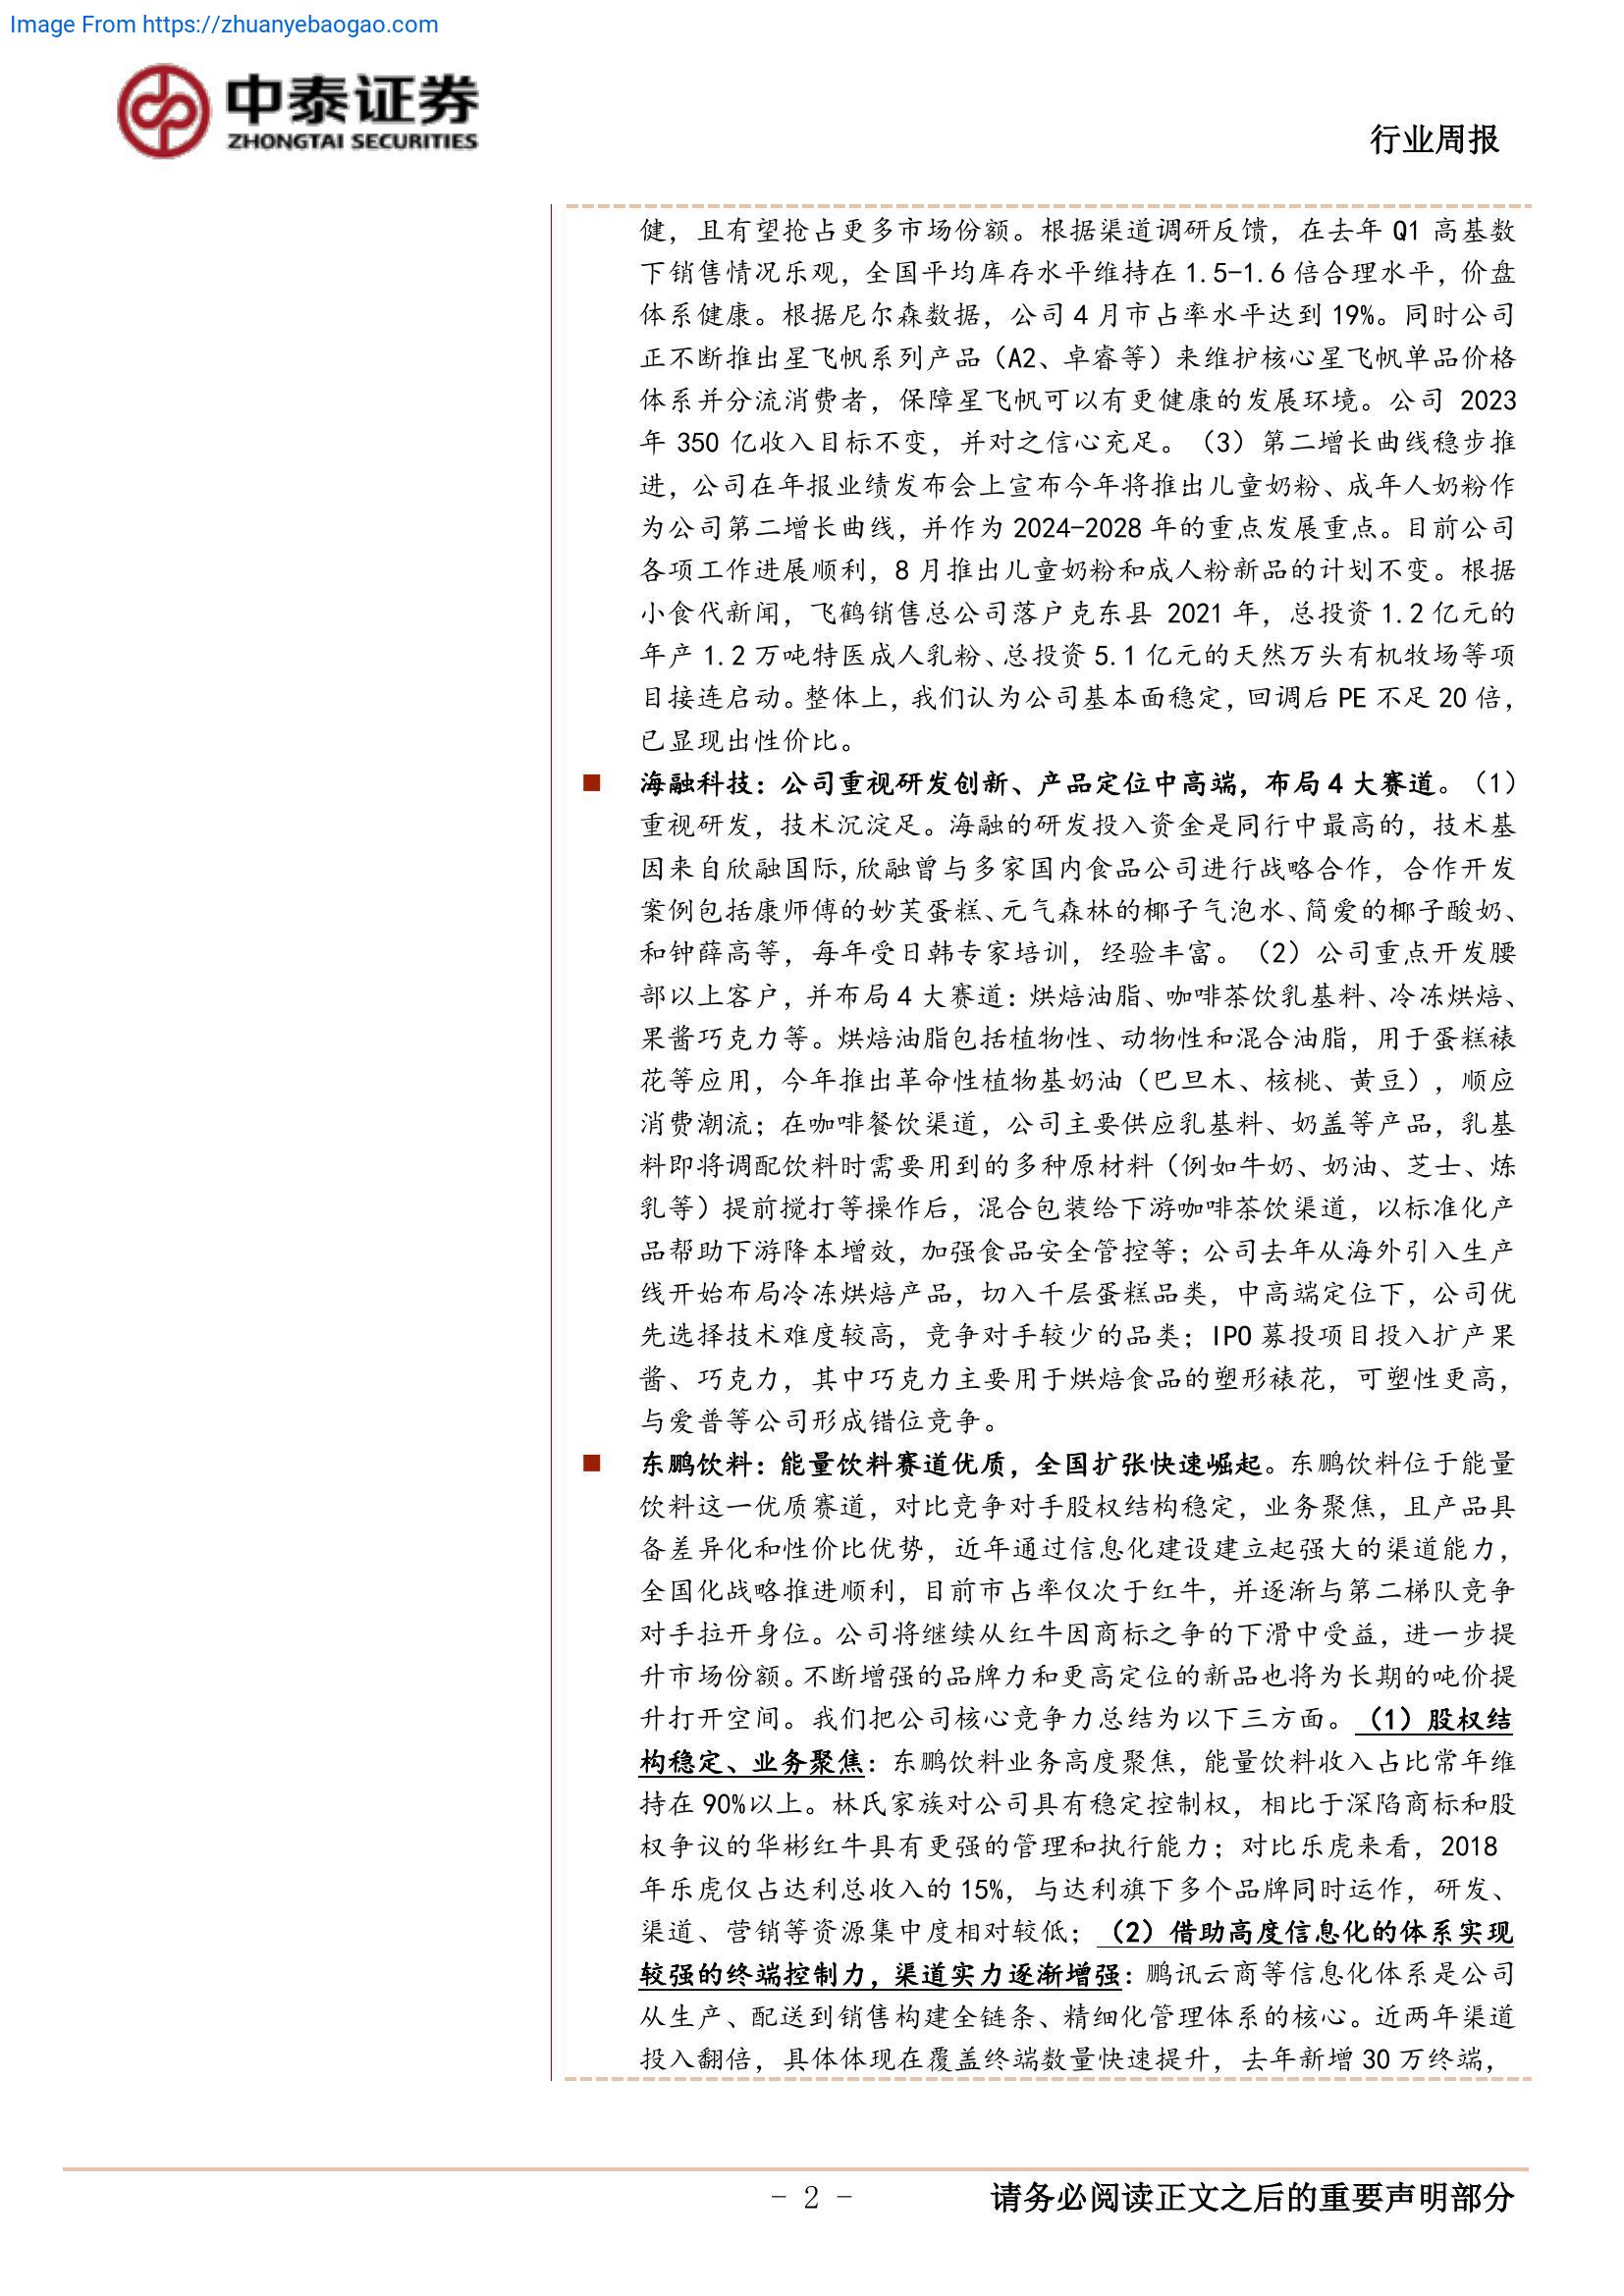 Image From https://zhuanyebaogao.com
中泰证券
ZHONGTAI SECURITIES
行业周报
健，且有望抢占更多市场份额。根据渠道调研反馈，在去年 Q1 高基数
下销售情况乐观，全国平均库存水平维持在 1.5-1.6 倍合理水平，价盘
体系健康。根据尼尔森数据，公司 4 月市占率水平达到 19%。同时公司
正不断推出星飞帆系列产品（A2、卓睿等）来维护核心星飞帆单品价格
体系并分流消费者，保障星飞帆可以有更健康的发展环境。公司 2023
年 350 亿收入目标不变，并对之信心充足。（3）第二增长曲线稳步推
进，公司在年报业绩发布会上宣布今年将推出儿童奶粉、成年人奶粉作
为公司第二增长曲线，并作为 2024-2028 年的重点发展重点。目前公司
各项工作进展顺利，8 月推出儿童奶粉和成人粉新品的计划不变。根据
小食代新闻，飞鹤销售总公司落户克东县 2021 年，总投资 1.2 亿元的
年产 1.2 万吨特医成人乳粉、总投资 5.1 亿元的天然万头有机牧场等项
目接连启动。整体上，我们认为公司基本面稳定，回调后 PE 不足 20 倍，
已显现出性价比。
■ 海融科技：公司重视研发创新、产品定位中高端，布局 4 大赛道。（1）
重视研发，技术沉淀足。海融的研发投入资金是同行中最高的，技术基
因来自欣融国际,欣融曾与多家国内食品公司进行战略合作，合作开发
案例包括康师傅的妙芙蛋糕、元气森林的椰子气泡水、简爱的椰子酸奶、
和钟薛高等，每年受日韩专家培训，经验丰富。（2）公司重点开发腰
部以上客户，并布局 4 大赛道：烘焙油脂、咖啡茶饮乳基料、冷冻烘焙、
果酱巧克力等。烘焙油脂包括植物性、动物性和混合油脂，用于蛋糕裱
花等应用，今年推出革命性植物基奶油（巴旦木、核桃、黄豆），顺应
消费潮流；在咖啡餐饮渠道，公司主要供应乳基料、奶盖等产品，乳基
料即将调配饮料时需要用到的多种原材料（例如牛奶、奶油、芝士、炼
乳等）提前搅打等操作后，混合包装给下游咖啡茶饮渠道，以标准化产
品帮助下游降本增效，加强食品安全管控等；公司去年从海外引入生产
线开始布局冷冻烘焙产品，切入千层蛋糕品类，中高端定位下，公司优
先选择技术难度较高，竞争对手较少的品类；IPO 募投项目投入扩产果
酱、巧克力，其中巧克力主要用于烘焙食品的塑形裱花，可塑性更高，
与爱普等公司形成错位竞争。
■ 东鹏饮料：能量饮料赛道优质，全国扩张快速崛起。东鹏饮料位于能量
饮料这一优质赛道，对比竞争对手股权结构稳定，业务聚焦，且产品具
备差异化和性价比优势，近年通过信息化建设建立起强大的渠道能力，
全国化战略推进顺利，目前市占率仅次于红牛，并逐渐与第二梯队竞争
对手拉开身位。公司将继续从红牛因商标之争的下滑中受益，进一步提
升市场份额。不断增强的品牌力和更高定位的新品也将为长期的吨价提
升打开空间。我们把公司核心竞争力总结为以下三方面。（1）股权结
构稳定、业务聚焦：东鹏饮料业务高度聚焦，能量饮料收入占比常年维
持在 90%以上。林氏家族对公司具有稳定控制权，相比于深陷商标和股
权争议的华彬红牛具有更强的管理和执行能力；对比乐虎来看，2018
年乐虎仅占达利总收入的 15%，与达利旗下多个品牌同时运作，研发、
渠道、营销等资源集中度相对较低；（2）借助高度信息化的体系实现
较强的终端控制力，渠道实力逐渐增强：鹏讯云商等信息化体系是公司
从生产、配送到销售构建全链条、精细化管理体系的核心。近两年渠道
投入翻倍，具体体现在覆盖终端数量快速提升，去年新增 30 万终端，
- 2 -
请务必阅读正文之后的重要声明部分